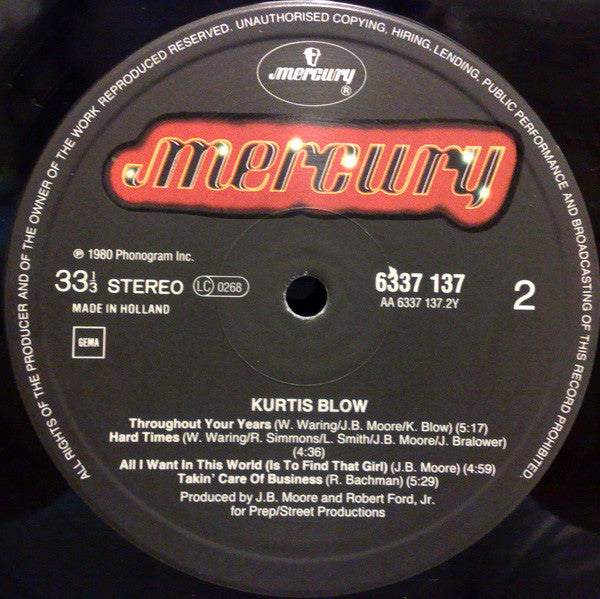 ALL RIGHTS OF THE PRODUCER AND OF THE OWNER OF THE WORK REPRODUCED RESERVED. UNAUTHORISED COPYING, HIRING, LENDING, PUBLIC PERFORMANCE AND BROADCASTING OF THIS RECORD PROHIBITED.
mercury
®
mercury
℗ 1980 Phonogram Inc.
33 1/3 STEREO LC 0268
MADE IN HOLLAND
GEMA
6337 137
AA 6337 137.2Y
2
KURTIS BLOW
Throughout Your Years (W. Waring/J.B. Moore/K. Blow) (5:17)
Hard Times (W. Waring/R. Simmons/L. Smith/J.B. Moore/J. Bralower)
(4:36)
All I Want In This World (Is To Find That Girl) (J.B. Moore) (4:59)
Takin' Care Of Business (R. Bachman) (5:29)
Produced by J.B. Moore and Robert Ford, Jr.
for Prep/Street Productions